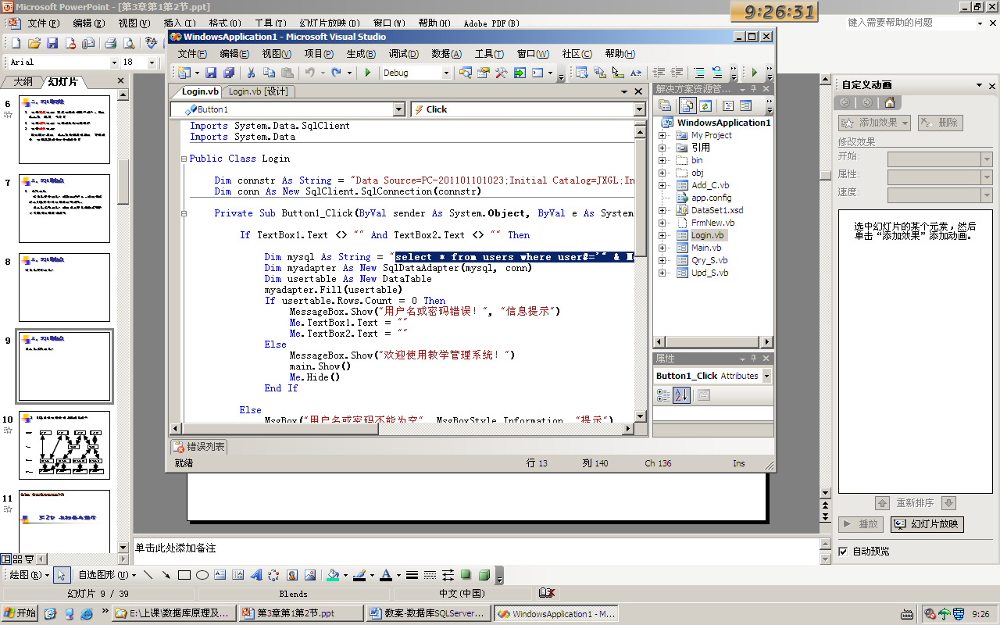 Microsoft PowerPoint - [第3章第1第2节.ppt]
9:26:31
文件(F) 编辑(E) 视图(V) 插入(I) 格式(O) 工具(T) 幻灯片放映(D) 窗口(W) 帮助(H) Adobe PDF(B)
键入需要帮助的问题
Arial 18
大纲 幻灯片
6
7
8
9
10
11
WindowsApplication1 - Microsoft Visual Studio
文件(F) 编辑(E) 视图(V) 项目(P) 生成(B) 调试(D) 数据(A) 工具(T) 窗口(W) 社区(C) 帮助(H)
Debug
Login.vb Login.vb [设计]
Button1 Click
Imports System.Data.SqlClient
Imports System.Data
Public Class Login
Dim connstr As String = "Data Source=PC-201101101023;Initial Catalog=JXGL;In
Dim conn As New SqlClient.SqlConnection(connstr)
Private Sub Button1_Click(ByVal sender As System.Object, ByVal e As System
If TextBox1.Text <> "" And TextBox2.Text <> "" Then
Dim mysql As String = "select * from users where user#='" & M
Dim myadapter As New SqlDataAdapter(mysql, conn)
Dim usertable As New DataTable
myadapter.Fill(usertable)
If usertable.Rows.Count = 0 Then
MessageBox.Show("用户名或密码错误！", "信息提示")
Me.TextBox1.Text = ""
Me.TextBox2.Text = ""
Else
MessageBox.Show("欢迎使用教学管理系统！")
main.Show()
Me.Hide()
End If
Else
MsgBox("用户名或密码不能为空", MsgBoxStyle.Information, "提示")
错误列表
就绪 行 13 列 140 Ch 136 Ins
解决方案资源管...
WindowsApplication1
My Project
引用
bin
obj
Add_C.vb
app.config
DataSet1.xsd
FrmNew.vb
Login.vb
Main.vb
Qry_S.vb
Upd_S.vb
属性
Button1_Click Attributes
自定义动画
添加效果 删除
修改效果
开始:
属性:
速度:
选中幻灯片的某个元素，然后
单击“添加效果”添加动画。
重新排序
播放 幻灯片放映
自动预览
单击此处添加备注
绘图(R) 自选图形(U)
幻灯片 9 / 39 Blends 中文(中国)
开始 E:\上课\数据库原理及... 第3章第1第2节.ppt 教案-数据库SQLServer... WindowsApplication1 - M... 9:26